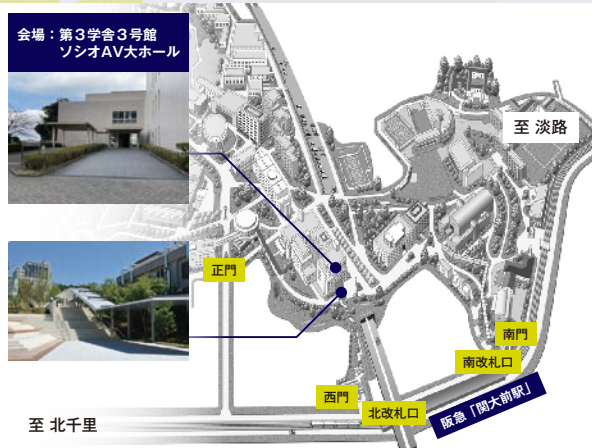 会場：第3学舎3号館
ソシオAV大ホール
至 淡路
正門
南門
南改札口
西門
北改札口
阪急「関大前駅」
至 北千里